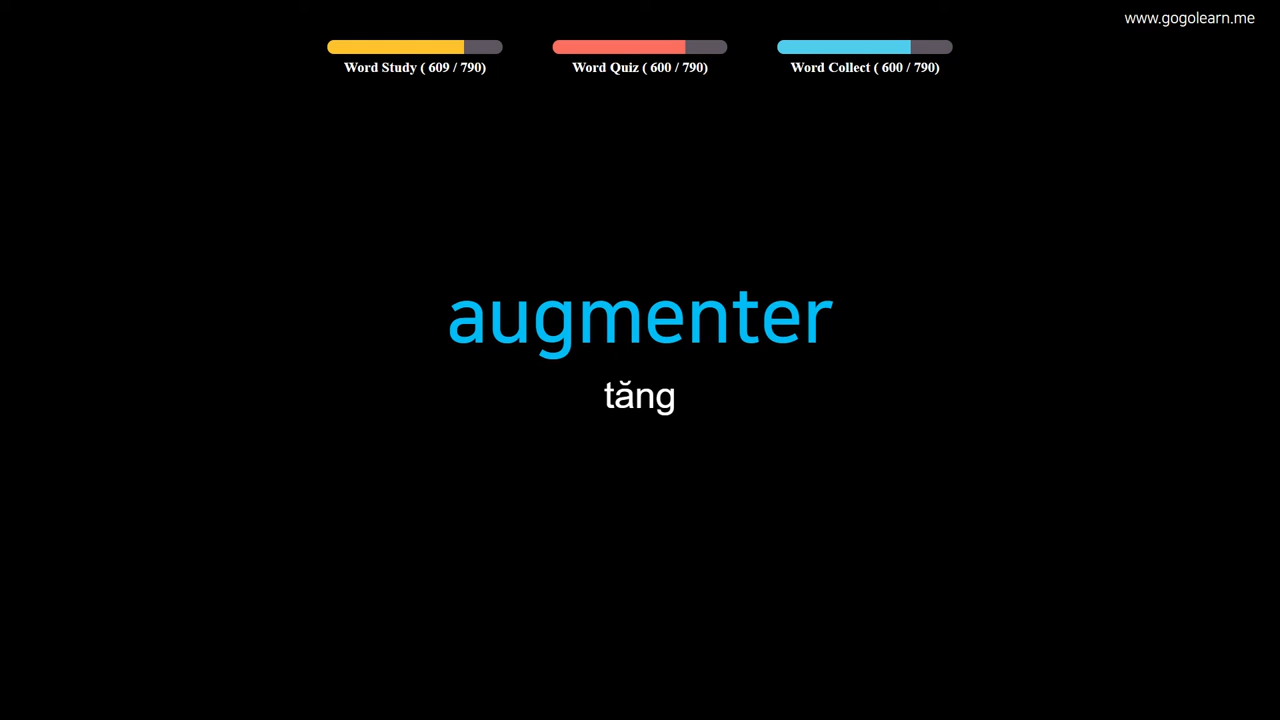 www.gogolearn.me
Word Study ( 609 / 790)
Word Quiz ( 600 / 790)
Word Collect ( 600 / 790)
augmenter
tăng